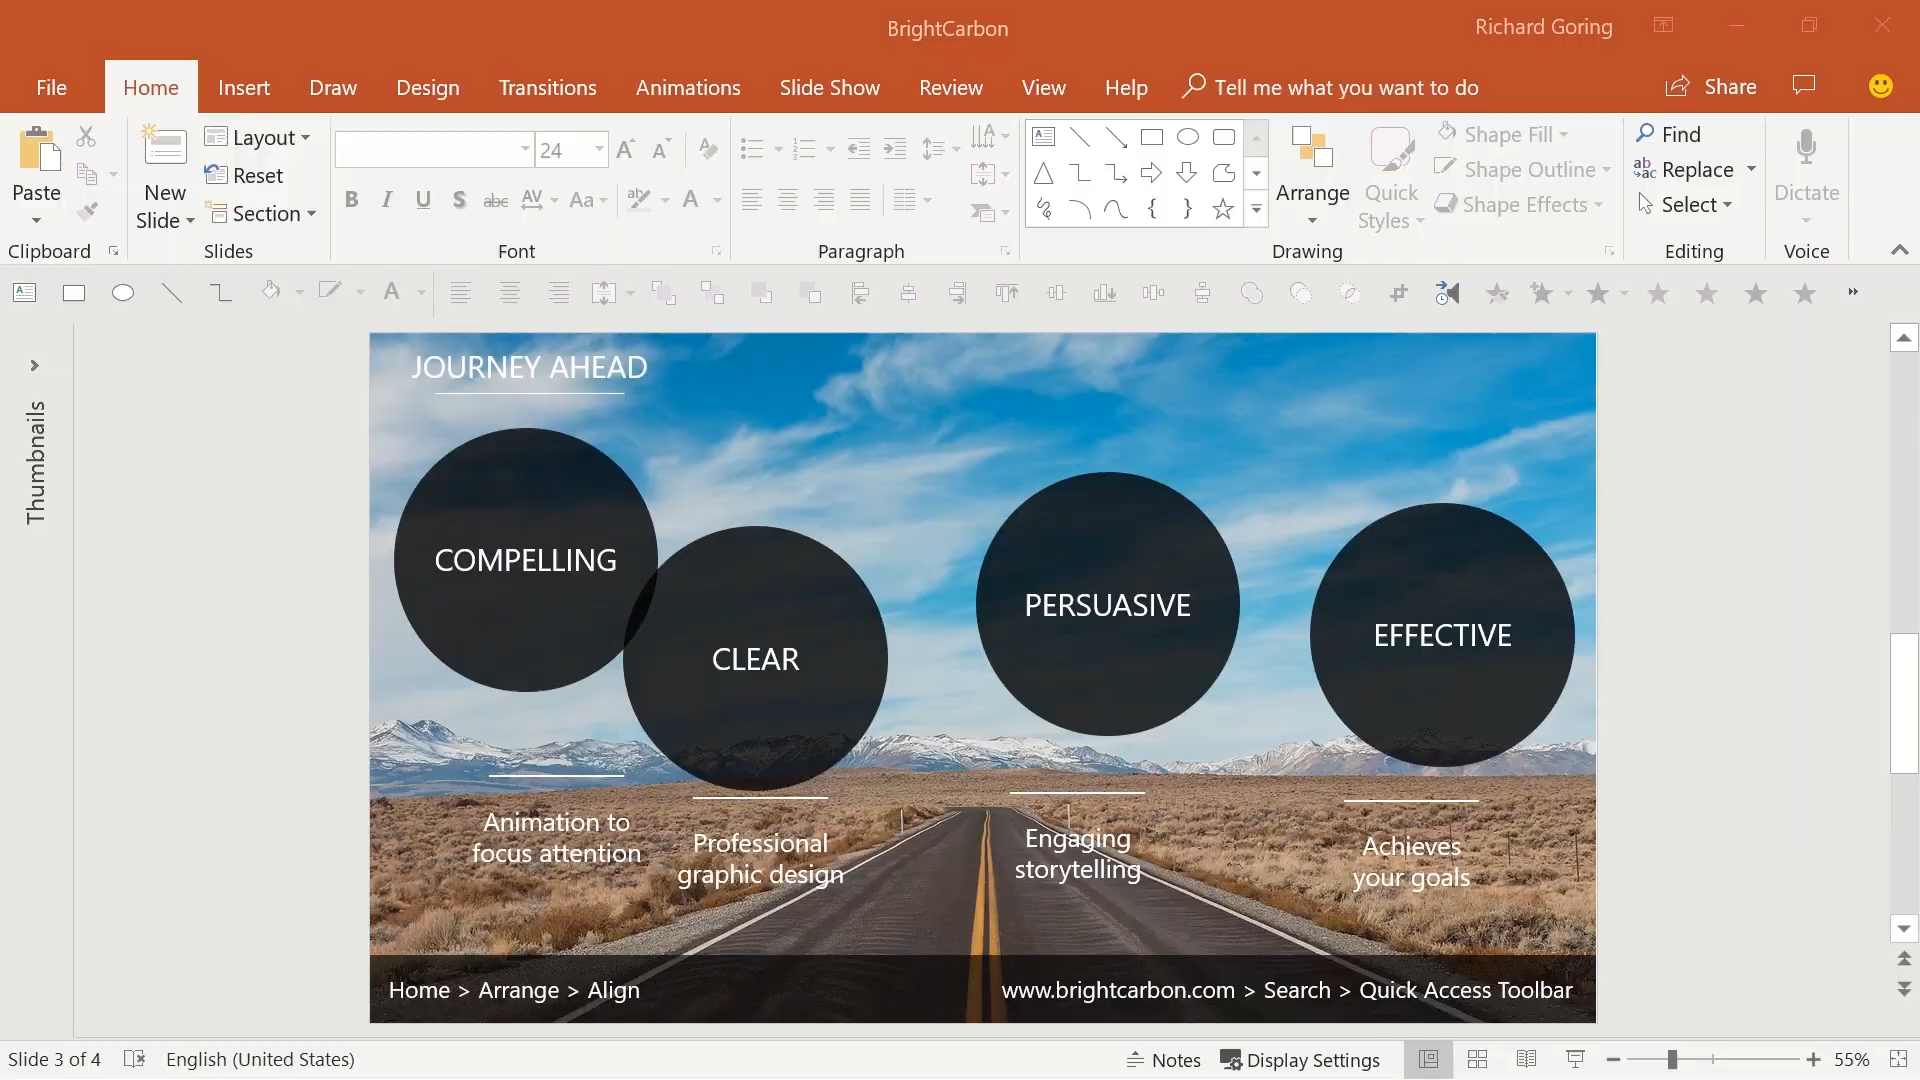 BrightCarbon
Richard Goring
File Home Insert Draw Design Transitions Animations Slide Show Review View Help Tell me what you want to do Share
Paste
Clipboard
New
Slide
Layout
Reset
Section
Slides
24
B I U S abc AV Aa A
Font
Paragraph
Arrange
Quick
Styles
Shape Fill
Shape Outline
Shape Effects
Drawing
Find
Replace
Select
Editing
Dictate
Voice
Thumbnails
JOURNEY AHEAD
COMPELLING
CLEAR
PERSUASIVE
EFFECTIVE
Animation to
focus attention
Professional
graphic design
Engaging
storytelling
Achieves
your goals
Home > Arrange > Align
www.brightcarbon.com > Search > Quick Access Toolbar
Slide 3 of 4 English (United States) Notes Display Settings 55%